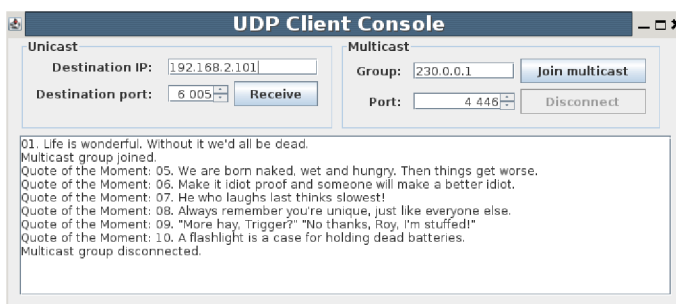 UDP Client Console
Unicast
Destination IP: 192.168.2.101
Destination port: 6 005 Receive
Multicast
Group: 230.0.0.1 Join multicast
Port: 4 446 Disconnect
01. Life is wonderful. Without it we'd all be dead.
Multicast group joined.
Quote of the Moment: 05. We are born naked, wet and hungry. Then things get worse.
Quote of the Moment: 06. Make it idiot proof and someone will make a better idiot.
Quote of the Moment: 07. He who laughs last thinks slowest!
Quote of the Moment: 08. Always remember you're unique, just like everyone else.
Quote of the Moment: 09. "More hay, Trigger?" "No thanks, Roy, I'm stuffed!"
Quote of the Moment: 10. A flashlight is a case for holding dead batteries.
Multicast group disconnected.